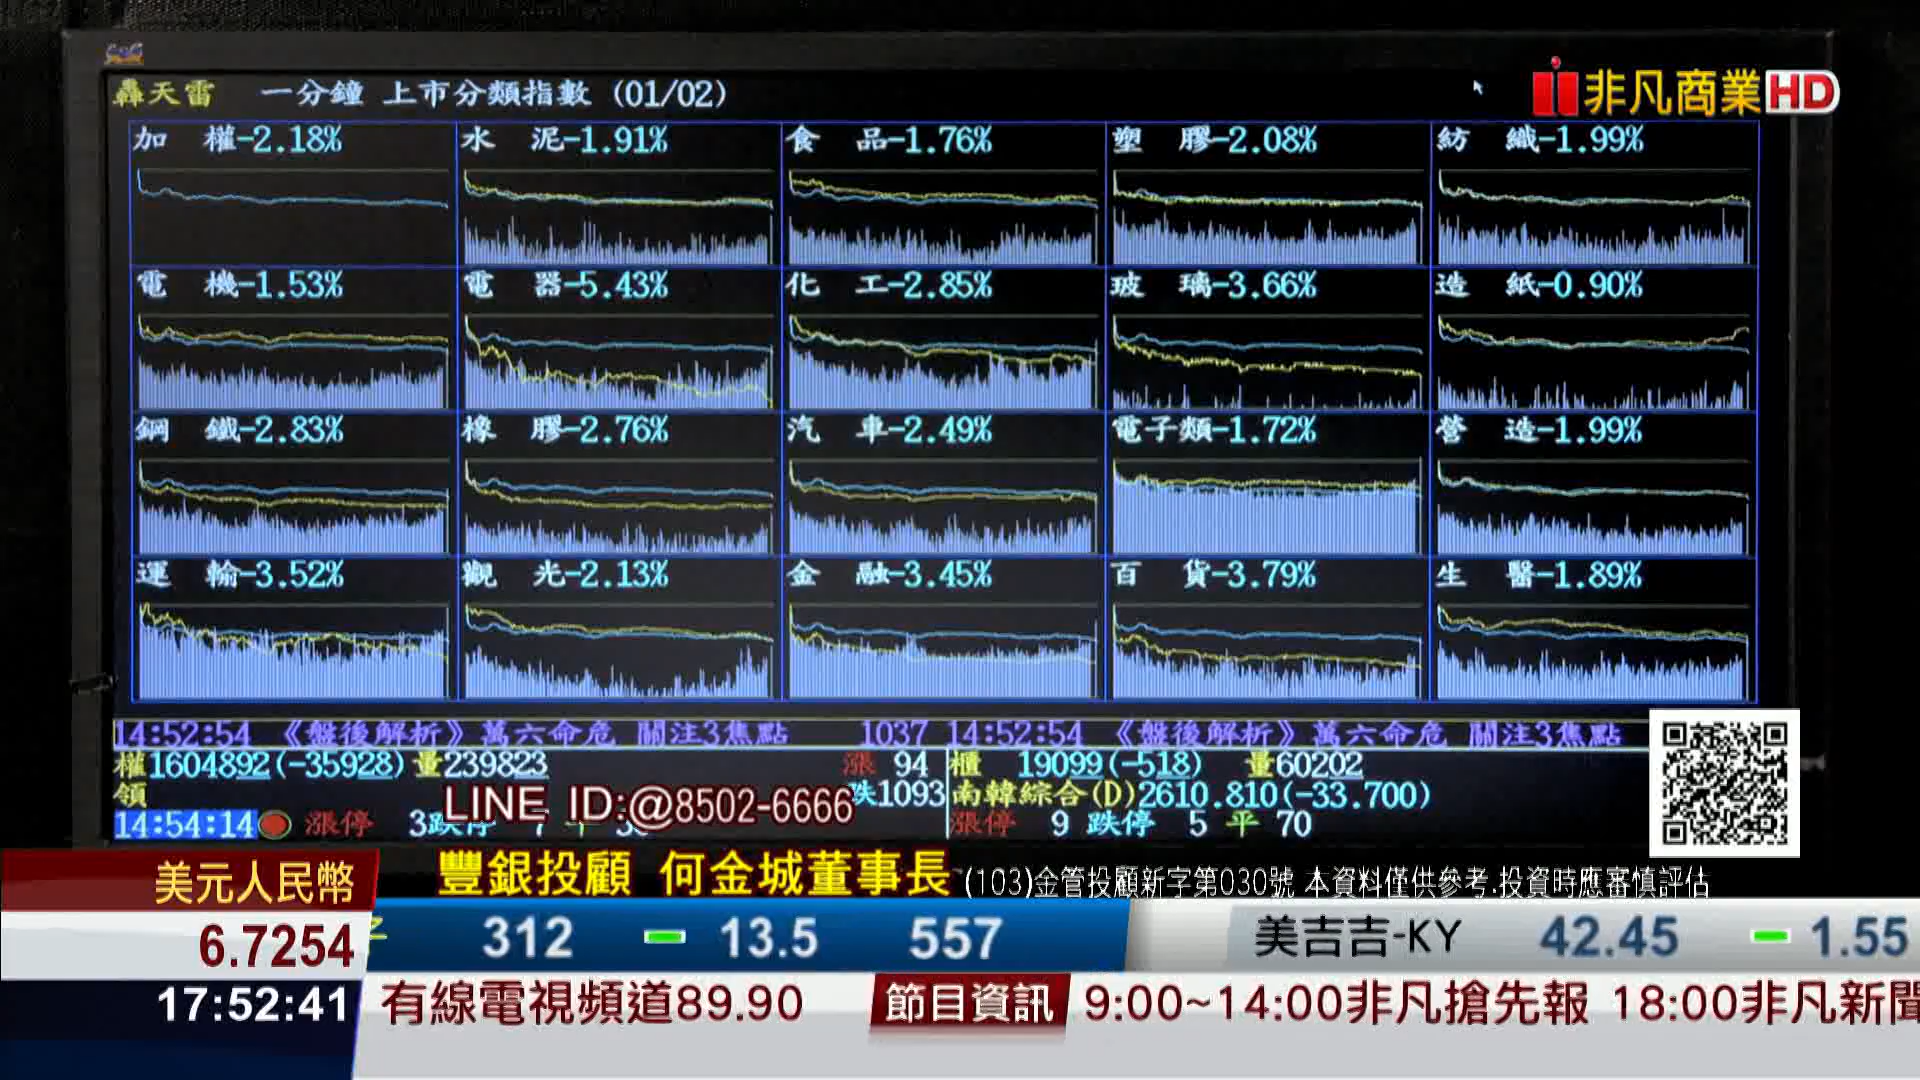 轟天雷 一分鐘 上市分類指數 (01/02)
非凡商業HD
加 權-2.18% 水 泥-1.91% 食 品-1.76% 塑 膠-2.08% 紡 織-1.99%
電 機-1.53% 電 器-5.43% 化 工-2.85% 玻 璃-3.66% 造 紙-0.90%
鋼 鐵-2.83% 橡 膠-2.76% 汽 車-2.49% 電子類-1.72% 營 造-1.99%
運 輸-3.52% 觀 光-2.13% 金 融-3.45% 百 貨-3.79% 生 醫-1.89%
14:52:54 《盤後解析》萬六命危 關注3焦點 1037 14:52:54 《盤後解析》萬六命危 關注3焦點
權1604892(-35928) 量239823 漲 94 櫃 19099(-518) 量60202
領 跌1093 南韓綜合(D)2610.810(-33.700)
LINE ID:@8502-6666
14:54:14 漲停 3跌停 7 平 漲停 9 跌停 5 平 70
豐銀投顧 何金城董事長 (103)金管投顧新字第030號 本資料僅供參考.投資時應審慎評估
美元人民幣
6.7254
312 13.5 557 美吉吉-KY 42.45 1.55
17:52:41 有線電視頻道89.90 節目資訊 9:00~14:00非凡搶先報 18:00非凡新聞